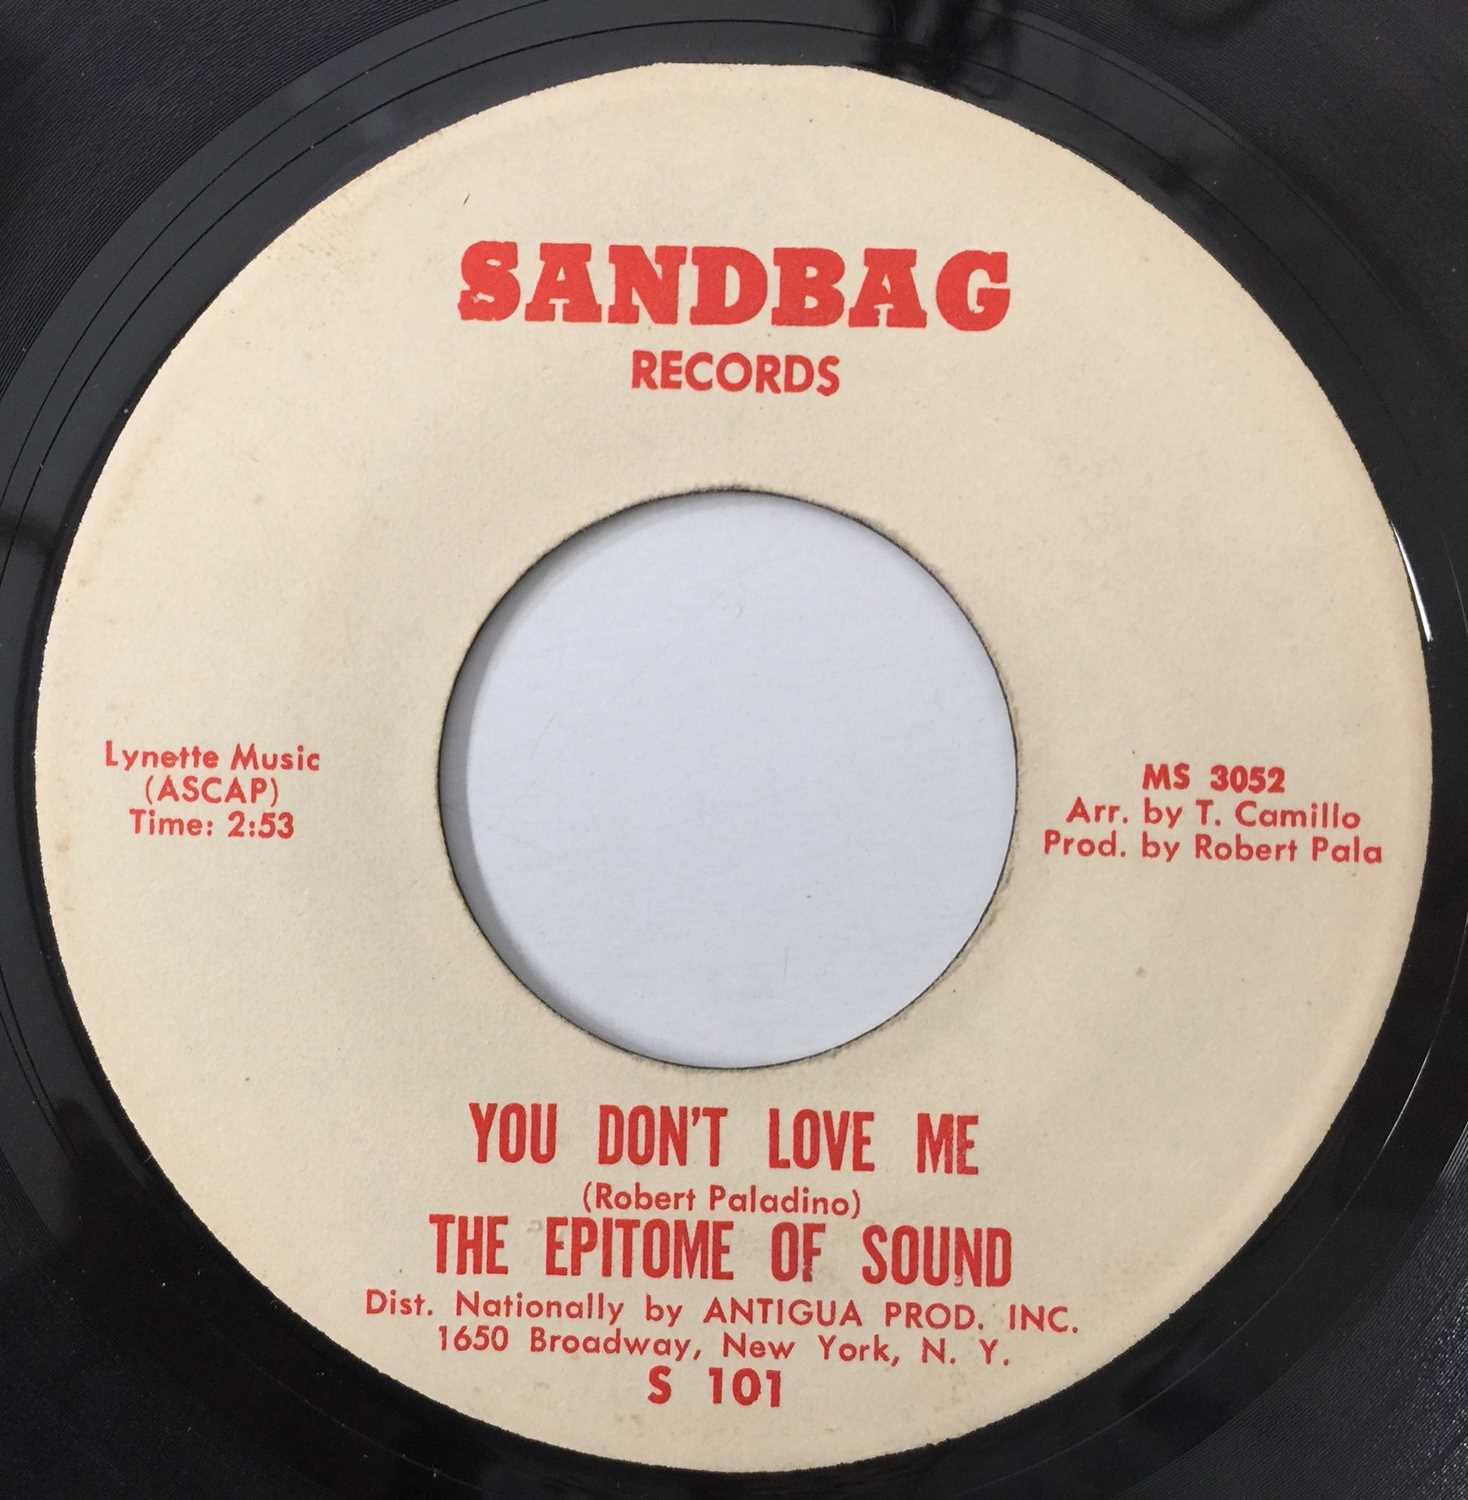 SANDBAG
RECORDS
Lynette Music
(ASCAP)
Time: 2:53
MS 3052
Arr. by T. Camillo
Prod. by Robert Pala
YOU DON'T LOVE ME
(Robert Paladino)
THE EPITOME OF SOUND
Dist. Nationally by ANTIGUA PROD. INC.
1650 Broadway, New York, N. Y.
S 101